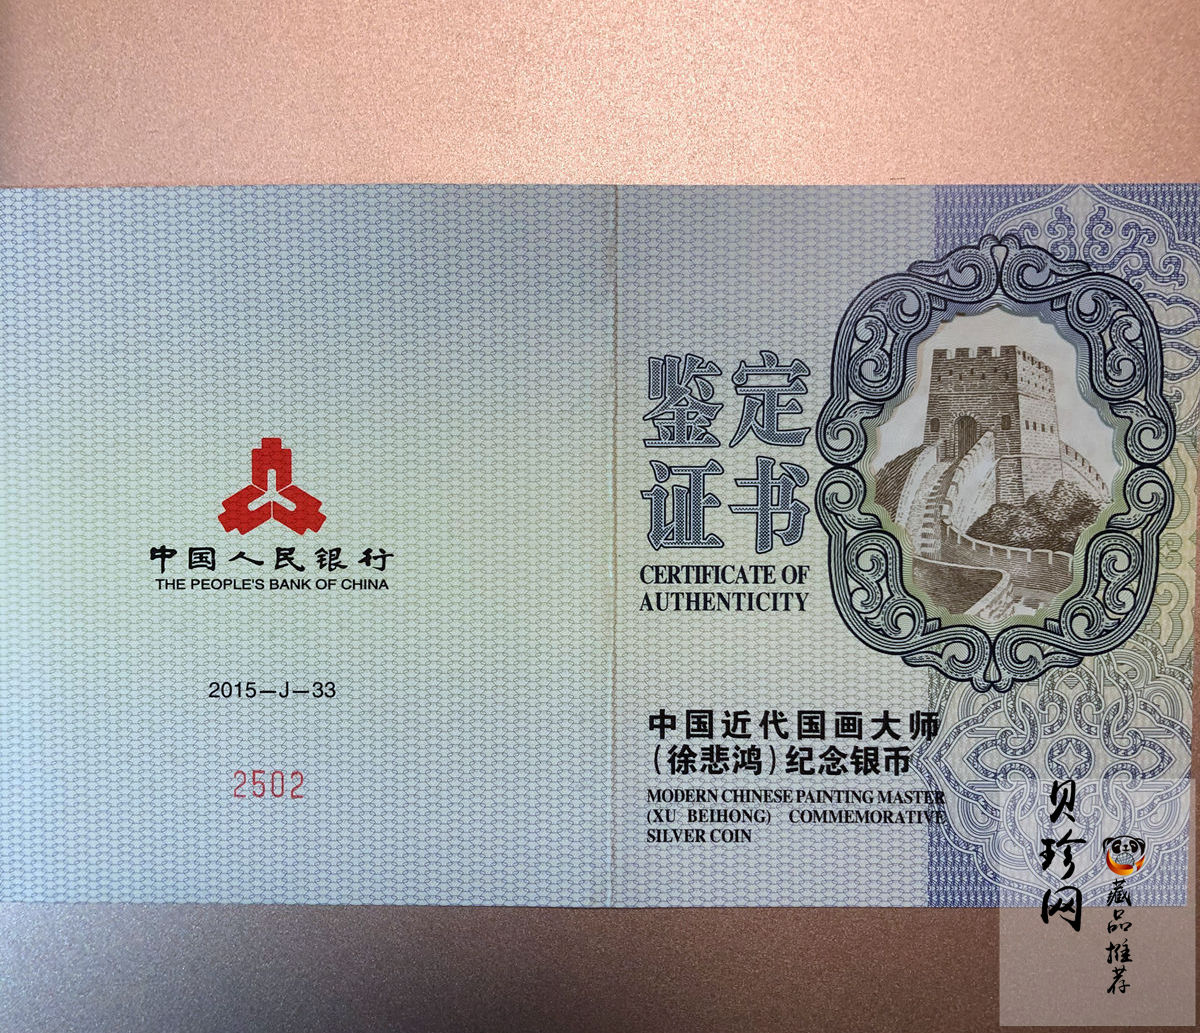 中国人民银行
THE PEOPLE'S BANK OF CHINA
2015—J—33
2502
鉴定
证书
CERTIFICATE OF
AUTHENTICITY
中国近代国画大师
（徐悲鸿）纪念银币
MODERN CHINESE PAINTING MASTER
(XU BEIHONG) COMMEMORATIVE
SILVER COIN
贝珍网
藏品推荐